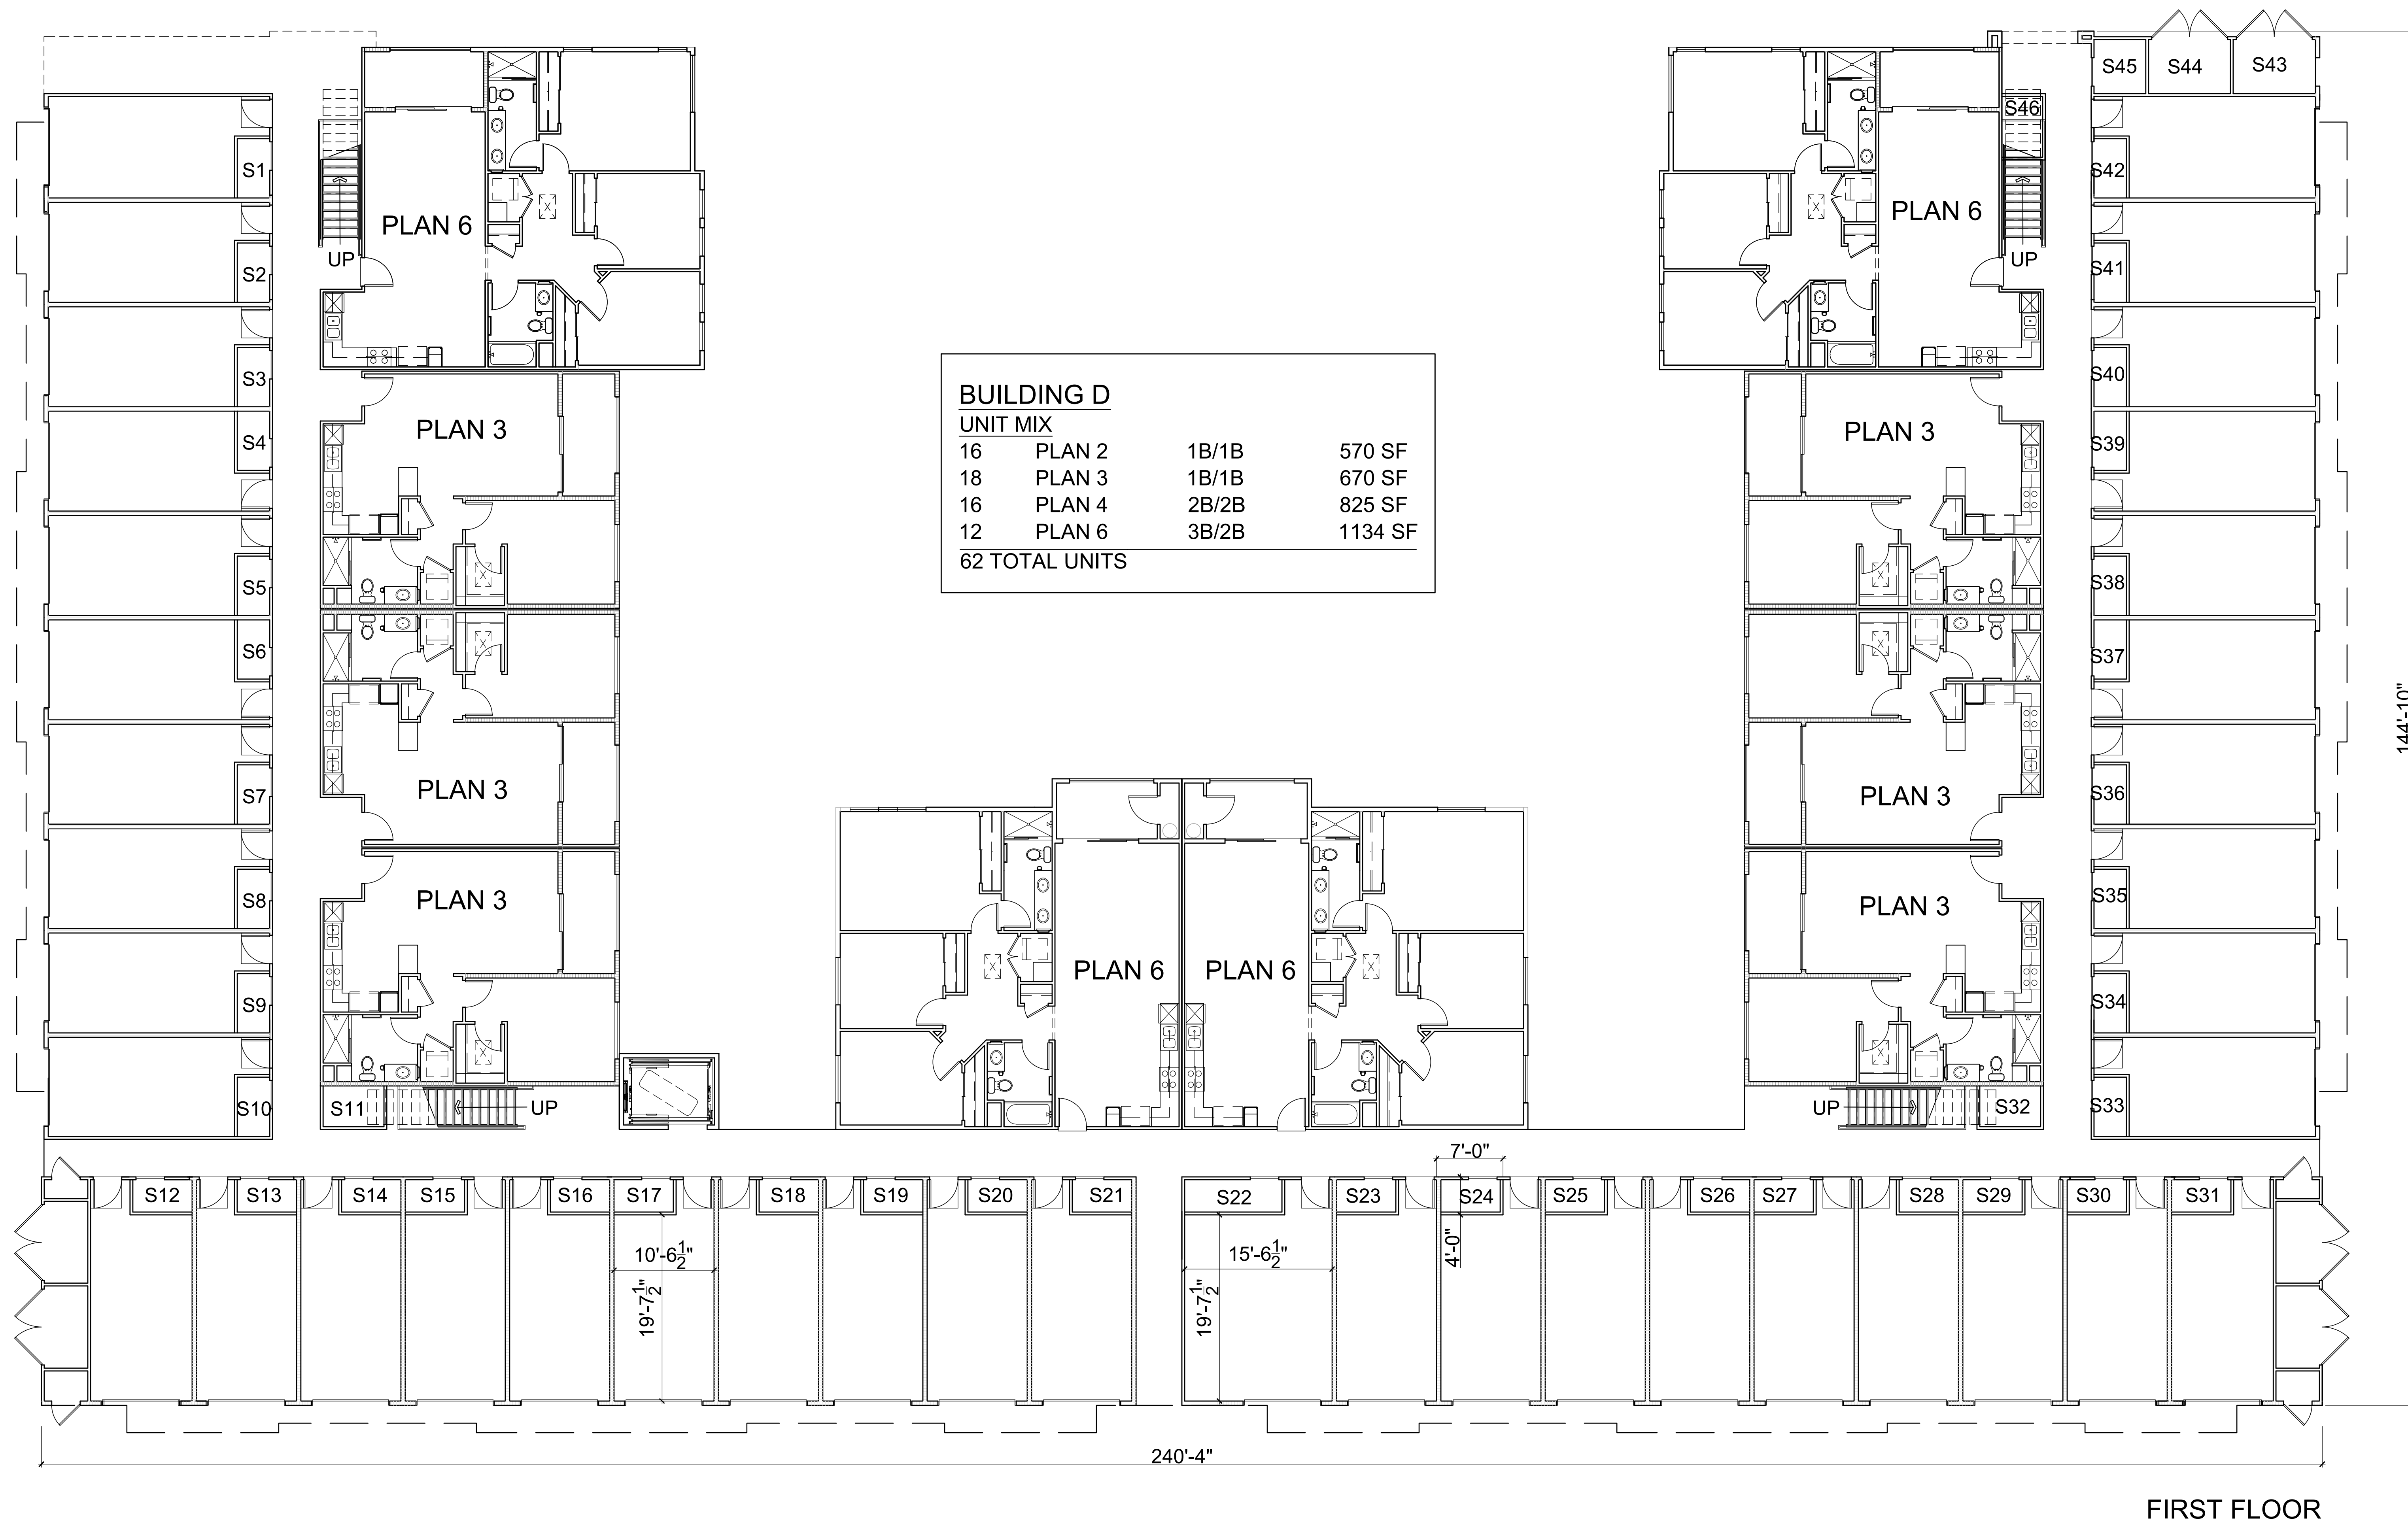 S45 S44 S43
S46
S1
S42
PLAN 6
PLAN 6
UP
UP
S2
S41
S3
S40
BUILDING D
UNIT MIX
16 PLAN 2 1B/1B 570 SF
18 PLAN 3 1B/1B 670 SF
16 PLAN 4 2B/2B 825 SF
12 PLAN 6 3B/2B 1134 SF
62 TOTAL UNITS
PLAN 3
PLAN 3
S4
S39
S5
S38
S6
S37
144'-10"
S7
PLAN 3
PLAN 3
S36
S8
PLAN 3
PLAN 3
S35
PLAN 6 PLAN 6
S9
S34
S10
S11
UP
UP
S32
S33
7'-0"
S12 S13 S14 S15 S16 S17 S18 S19 S20 S21 S22 S23 S24 S25 S26 S27 S28 S29 S30 S31
10'-6 1/2"
15'-6 1/2"
4'-0"
19'-7 1/2"
19'-7 1/2"
240'-4"
FIRST FLOOR